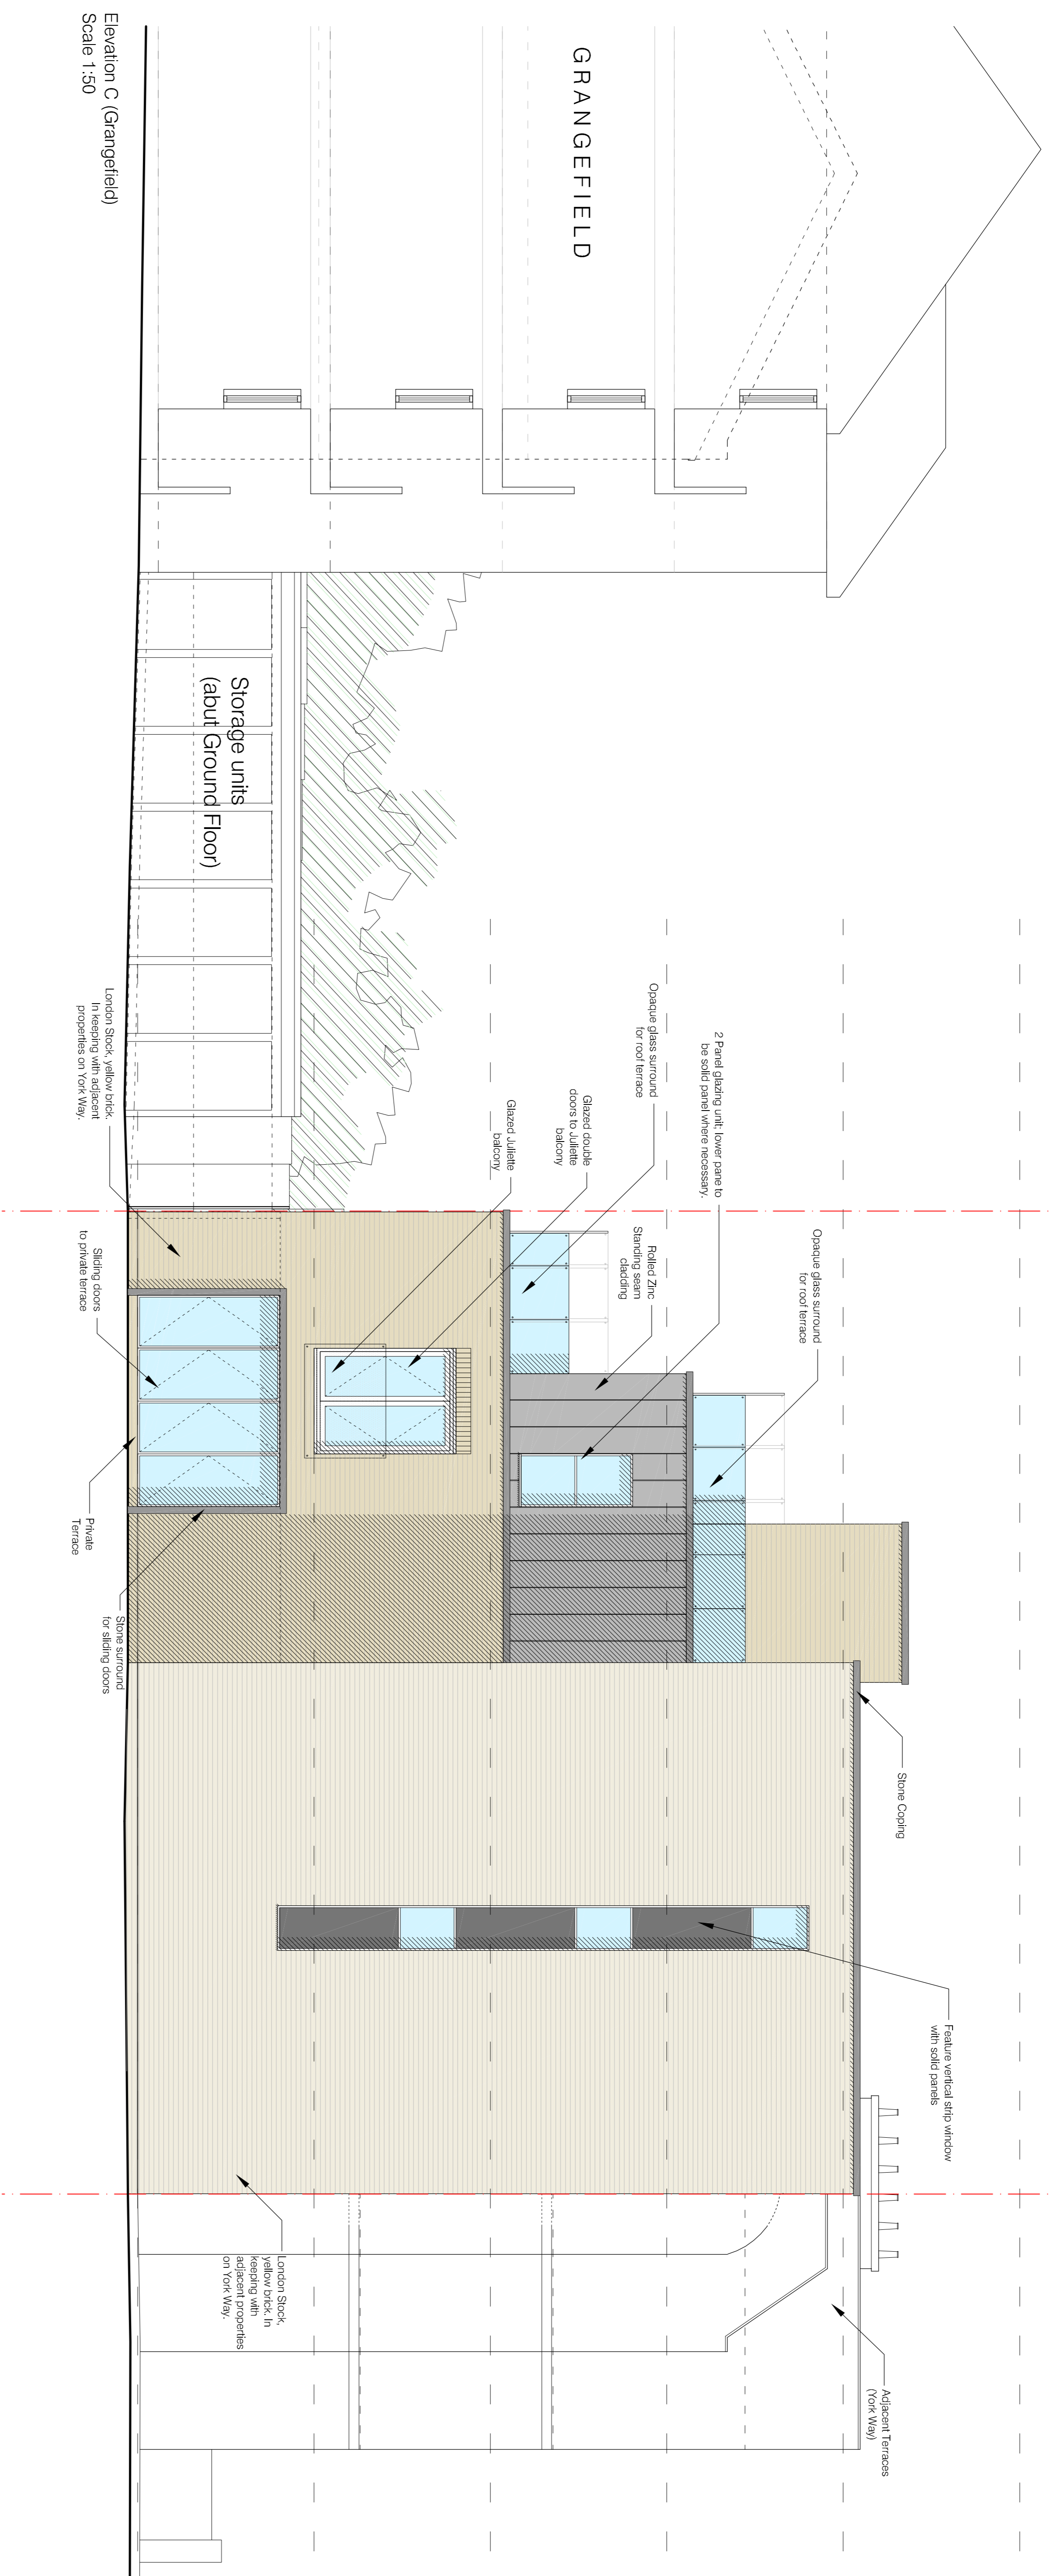 GRANGEFIELD
Storage units
(abut Ground Floor)
London Stock, yellow brick.
In keeping with adjacent
properties on York Way.
Opaque glass surround
for roof terrace
2 Panel glazing unit; lower pane to
be solid panel where necessary.
Glazed double
doors to Juliette
balcony
Glazed Juliette
balcony
Opaque glass surround
for roof terrace
Rolled Zinc
Standing seam
cladding
Sliding doors
to private terrace
Private
Terrace
Stone surround
for sliding doors
Stone Coping
Feature vertical strip window
with solid panels
London Stock,
yellow brick. In
keeping with
adjacent properties
on York Way.
Adjacent Terraces
(York Way)
Elevation C (Grangefield)
Scale 1:50